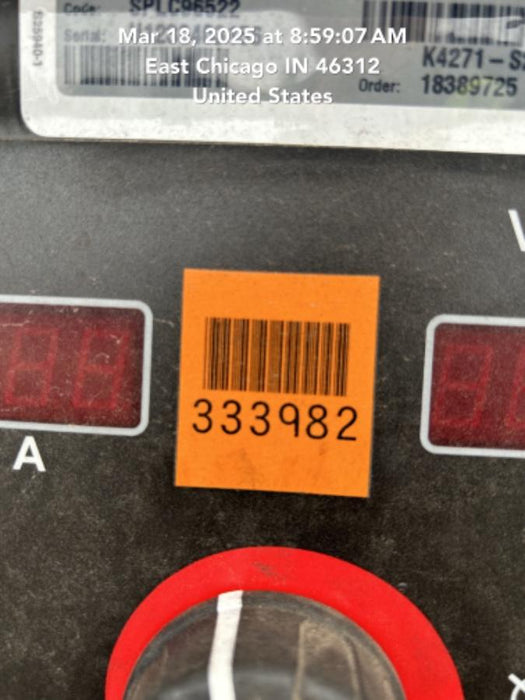 Code: SPLC96522
Mar 18, 2025 at 8:59:07 AM
Serial:
East Chicago IN 46312
K4271-S
United States
Order: 18389725
333982
A